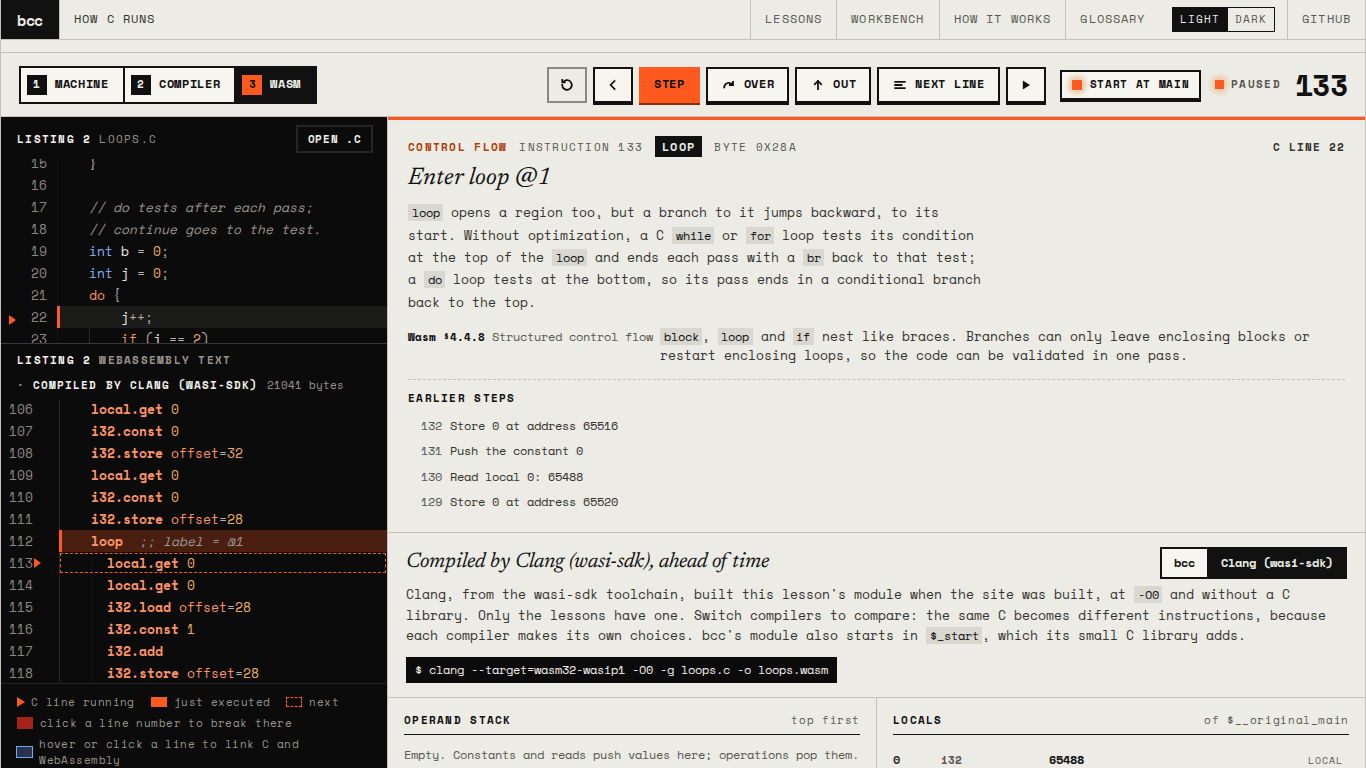 bcc HOW C RUNS LESSONS WORKBENCH HOW IT WORKS GLOSSARY LIGHT DARK GITHUB
1 MACHINE 2 COMPILER 3 WASM STEP OVER OUT NEXT LINE START AT MAIN PAUSED 133
LISTING 2 LOOPS.C OPEN .C
15 }
16
17 // do tests after each pass;
18 // continue goes to the test.
19 int b = 0;
20 int j = 0;
21 do {
22 j++;
23 if (j == 2)
LISTING 2 WEBASSEMBLY TEXT
· COMPILED BY CLANG (WASI-SDK) 21041 bytes
106 local.get 0
107 i32.const 0
108 i32.store offset=32
109 local.get 0
110 i32.const 0
111 i32.store offset=28
112 loop ;; label = @1
113 local.get 0
114 local.get 0
115 i32.load offset=28
116 i32.const 1
117 i32.add
118 i32.store offset=28
C line running just executed next
click a line number to break there
hover or click a line to link C and
WebAssembly
CONTROL FLOW INSTRUCTION 133 LOOP BYTE 0X28A C LINE 22
Enter loop @1
loop opens a region too, but a branch to it jumps backward, to its
start. Without optimization, a C while or for loop tests its condition
at the top of the loop and ends each pass with a br back to that test;
a do loop tests at the bottom, so its pass ends in a conditional branch
back to the top.
Wasm §4.4.8 Structured control flow block, loop and if nest like braces. Branches can only leave enclosing blocks or
restart enclosing loops, so the code can be validated in one pass.
EARLIER STEPS
132 Store 0 at address 65516
131 Push the constant 0
130 Read local 0: 65488
129 Store 0 at address 65520
Compiled by Clang (wasi-sdk), ahead of time bcc Clang (wasi-sdk)
Clang, from the wasi-sdk toolchain, built this lesson's module when the site was built, at -O0 and without a C
library. Only the lessons have one. Switch compilers to compare: the same C becomes different instructions, because
each compiler makes its own choices. bcc's module also starts in $_start, which its small C library adds.
$ clang --target=wasm32-wasip1 -O0 -g loops.c -o loops.wasm
OPERAND STACK top first
Empty. Constants and reads push values here; operations pop them.
LOCALS of $__original_main
0 132 65488 LOCAL